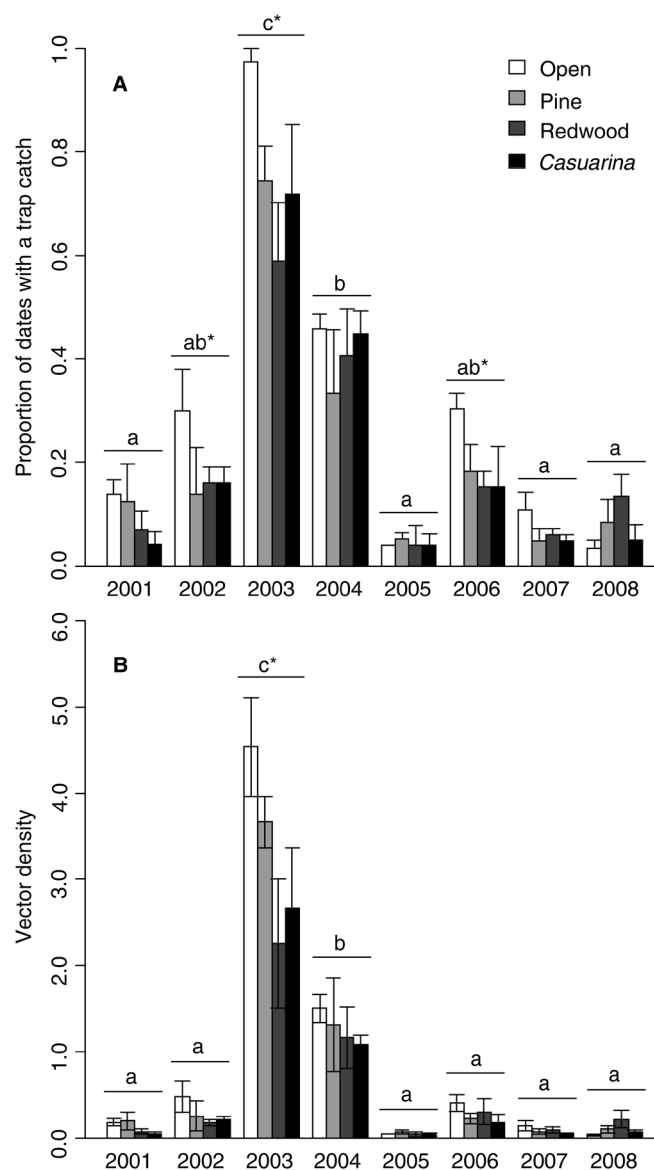 c*
1.0
A
Open
Pine
Redwood
Casuarina
0.8
Proportion of dates with a trap catch
0.6
b
ab*
ab*
0.4
a
a
a
0.2
a
0.0
2001 2002 2003 2004 2005 2006 2007 2008
6.0
B
c*
5.0
4.0
Vector density
3.0
b
2.0
a
a
a
a
a
1.0
a
0.0
2001 2002 2003 2004 2005 2006 2007 2008